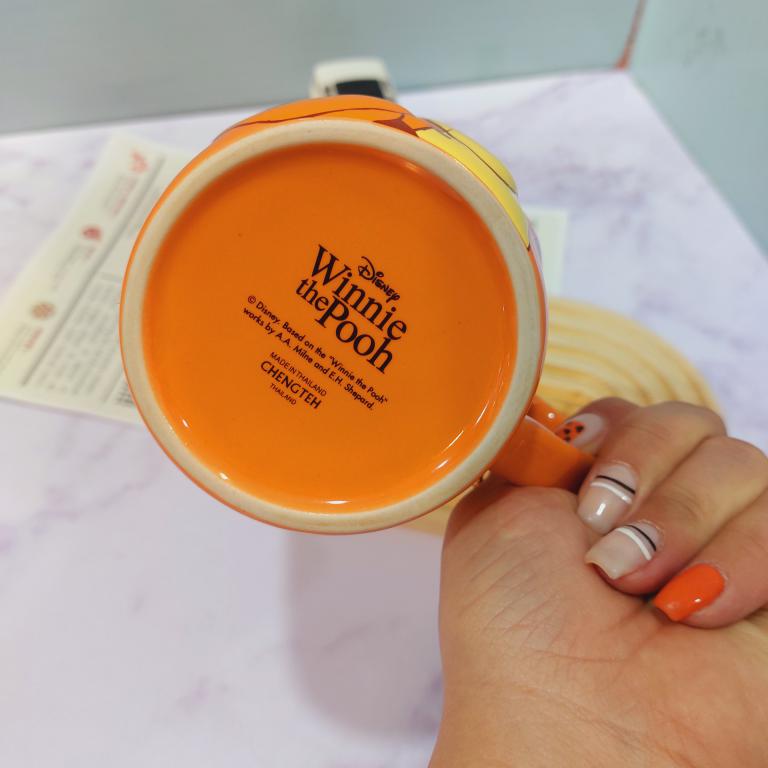 Disney
Winnie
the Pooh
© Disney. Based on the "Winnie the Pooh"
works by A.A. Milne and E.H. Shepard.
MADE IN THAILAND
CHENGTEH
THAILAND